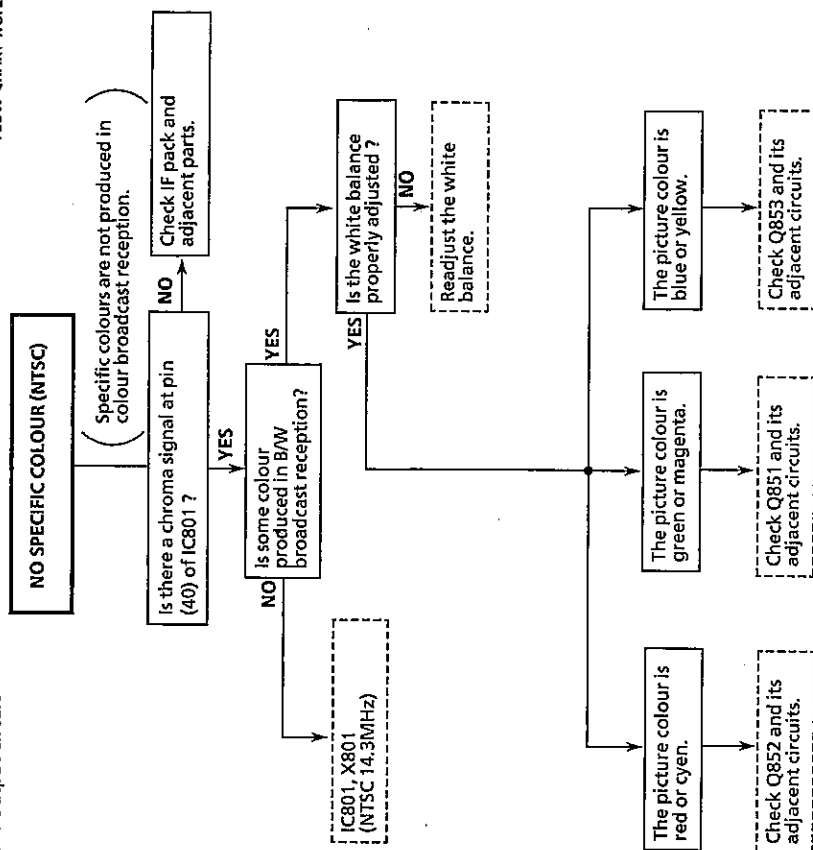 NO SPECIFIC COLOUR (NTSC)
Specific colours are not produced in
colour broadcast reception.
Is there a chroma signal at pin
(40) of IC801 ?
NO
Check IF pack and
adjacent parts.
YES
Is some colour
produced in B/W
broadcast reception?
NO
YES
IC801, X801
(NTSC 14.3MHz)
Is the white balance
properly adjusted ?
YES
NO
Readjust the white
balance.
The picture colour is
red or cyen.
The picture colour is
green or magenta.
The picture colour is
blue or yellow.
Check Q852 and its
adjacent circuits.
Check Q851 and its
adjacent circuits.
Check Q853 and its
adjacent circuits.